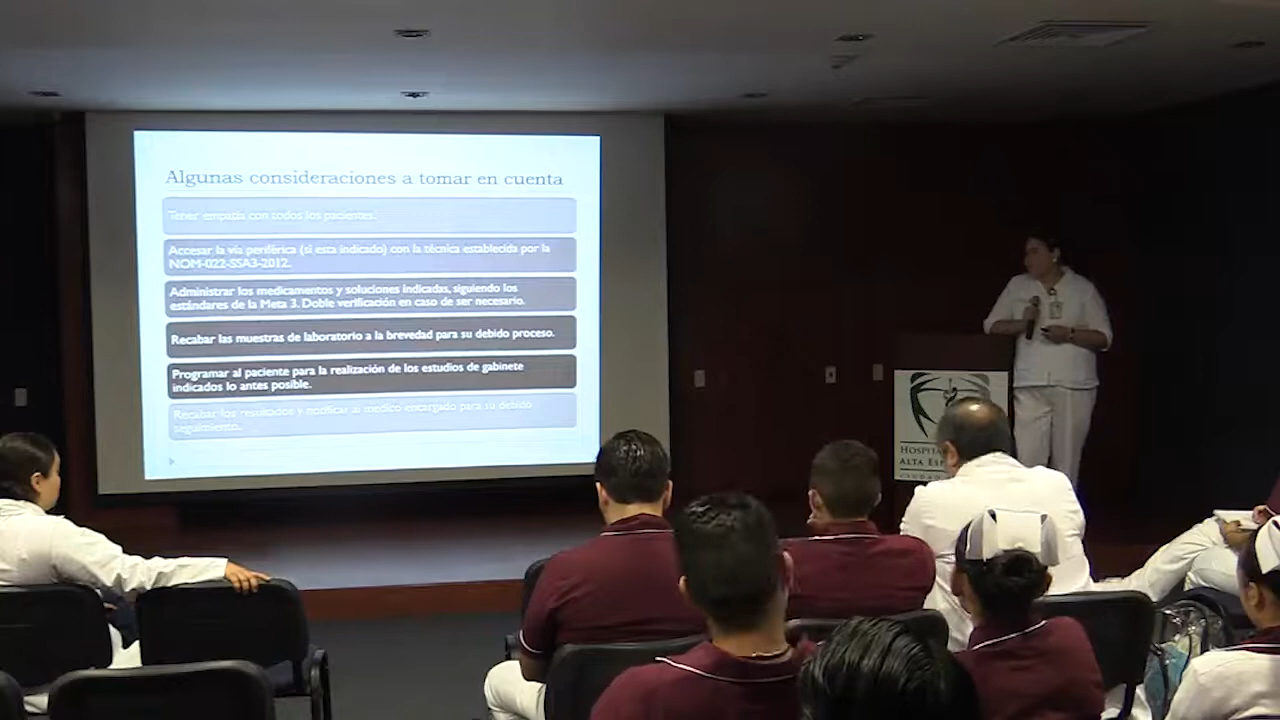 Algunas consideraciones a tomar en cuenta
Tener empatía con todos los pacientes.
Accesar la vía periférica (si esta indicado) con la técnica establecida por la
NOM-022-SSA3-2012.
Administrar los medicamentos y soluciones indicadas, siguiendo los
estándares de la Meta 3. Doble verificación en caso de ser necesario.
Recabar las muestras de laboratorio a la brevedad para su debido proceso.
Programar al paciente para la realización de los estudios de gabinete
indicados lo antes posible.
Recabar los resultados y notificar al medico encargado para su debido
seguimiento.
HOSPITA
ALTA ESP